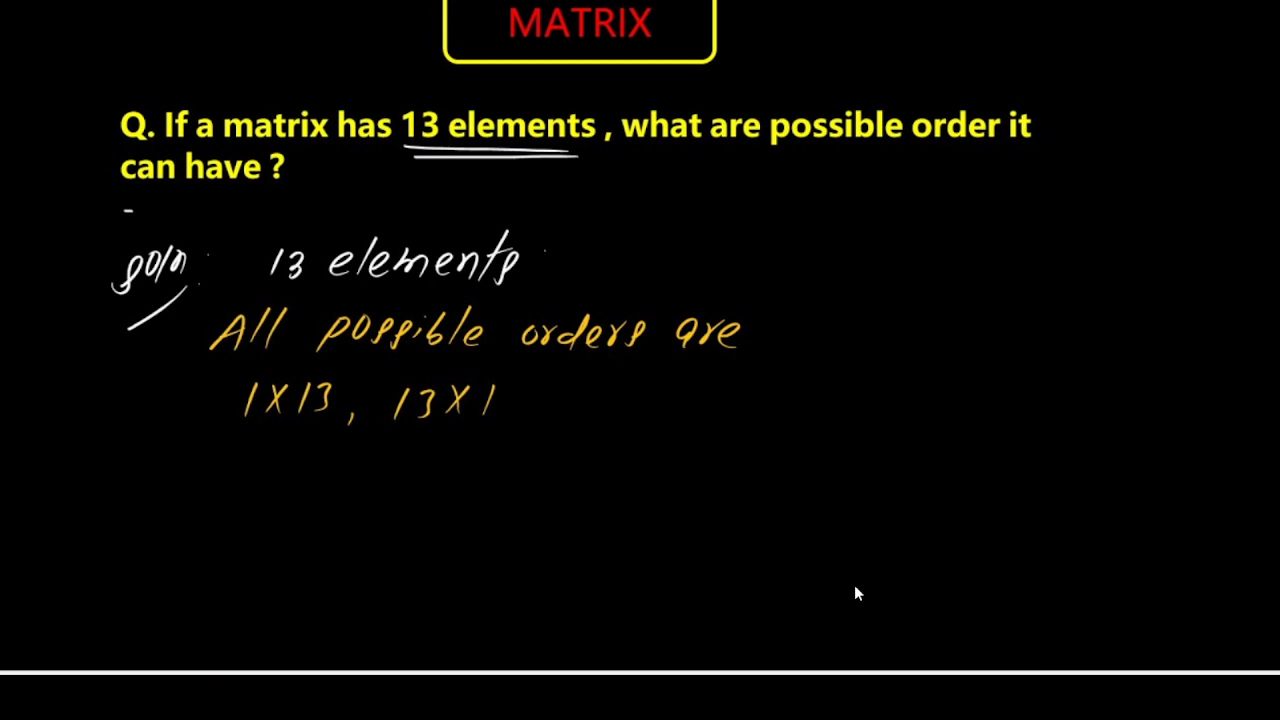 MATRIX
Q. If a matrix has 13 elements , what are possible order it
can have ?
soln: 13 elements
All possible orders are
1X13, 13X1